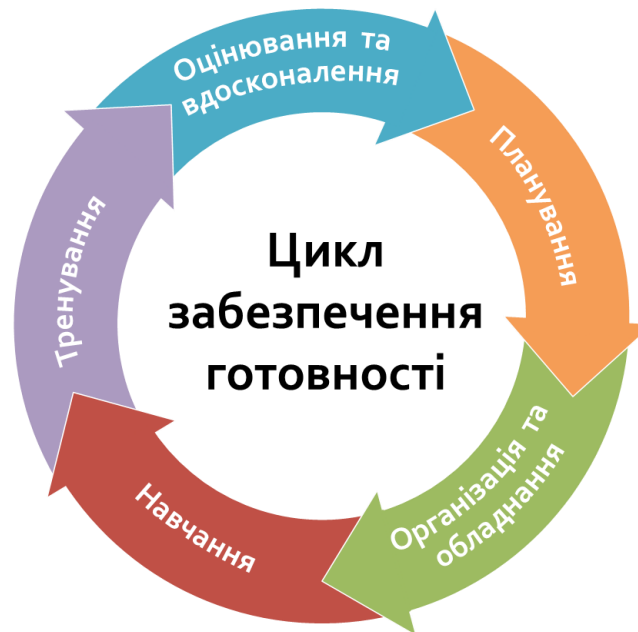 Оцінювання та
вдосконалення
Планування
Організація та
обладнання
Навчання
Тренування
Цикл
забезпечення
готовності